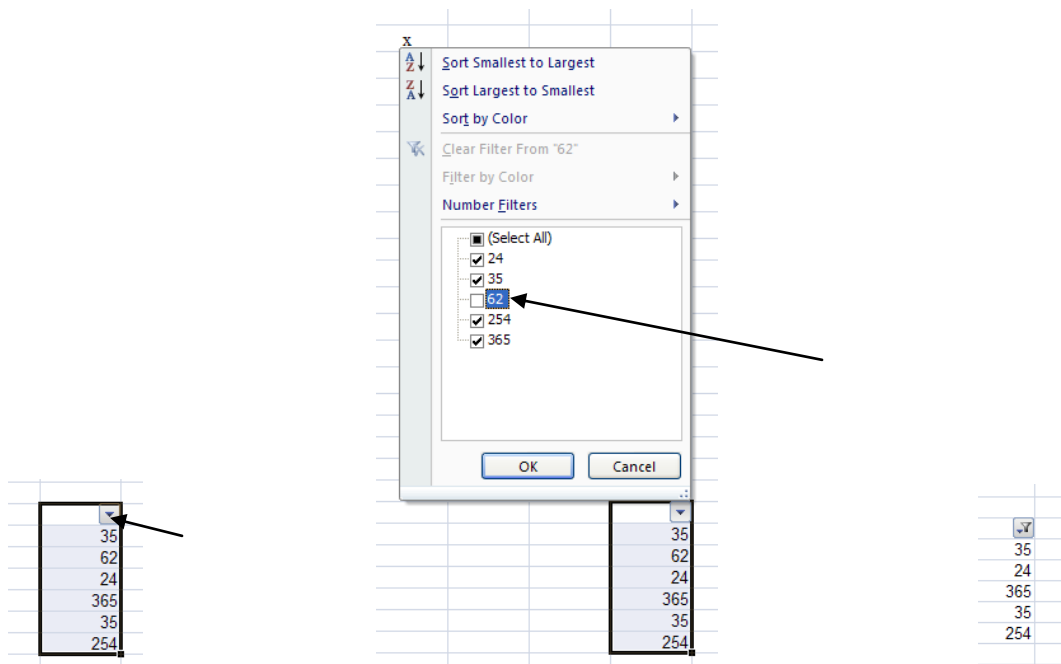 x
Sort Smallest to Largest
Sort Largest to Smallest
Sort by Color
Clear Filter From "62"
Filter by Color
Number Filters
(Select All)
24
35
62
254
365
OK Cancel
35
62
24
365
35
254
35
62
24
365
35
254
35
24
365
35
254